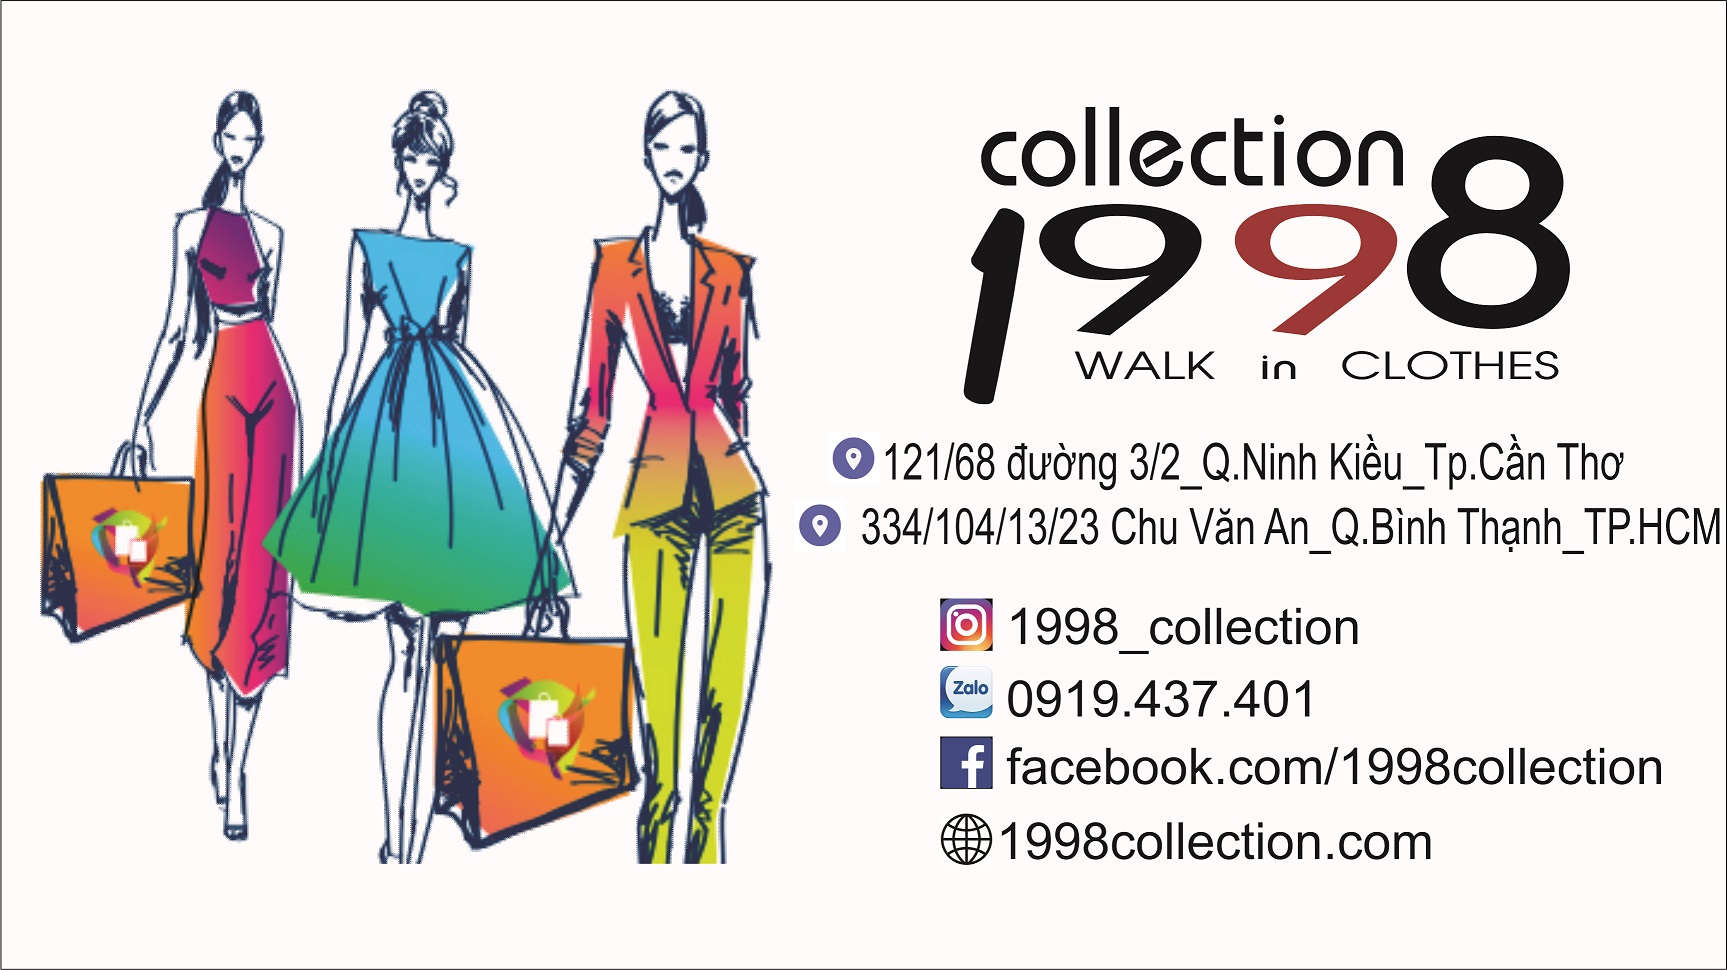 collection
1998
WALK in CLOTHES
121/68 đường 3/2_Q.Ninh Kiều_Tp.Cần Thơ
334/104/13/23 Chu Văn An_Q.Bình Thạnh_TP.HCM
1998_collection
Zalo 0919.437.401
facebook.com/1998collection
1998collection.com